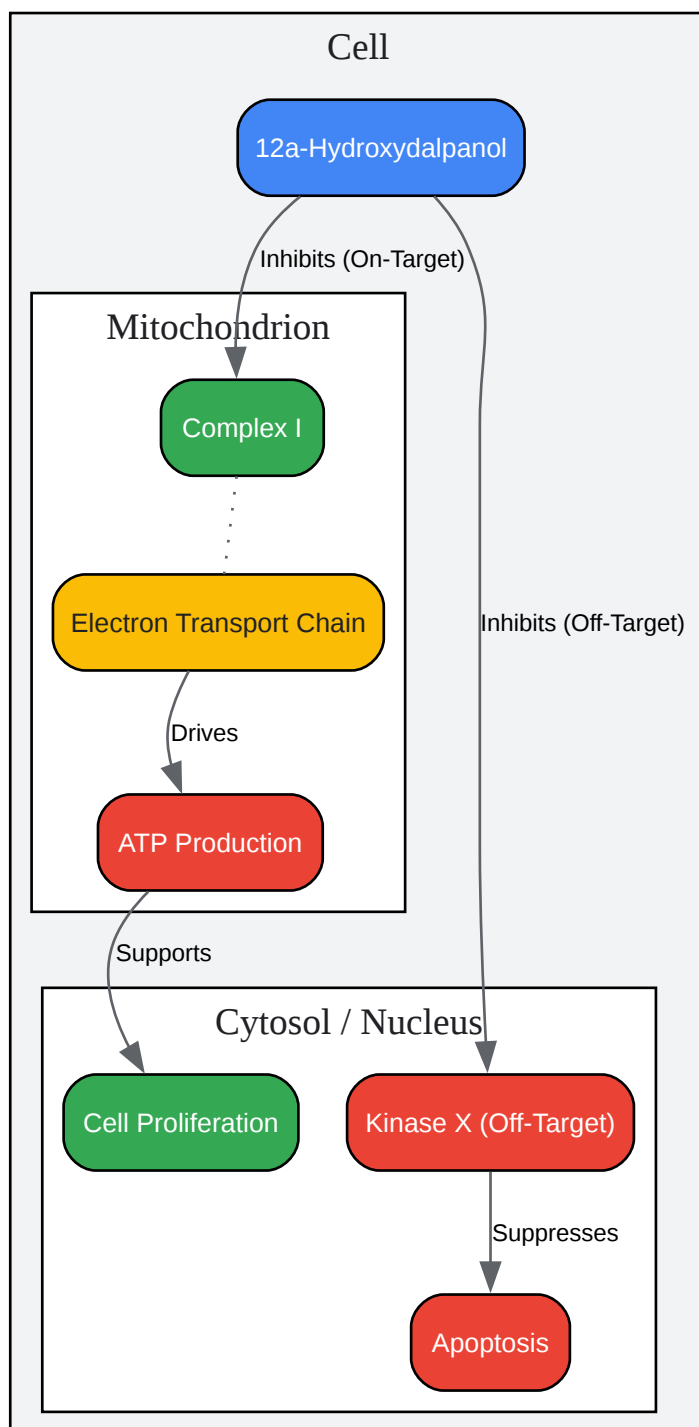 Cell
12a-Hydroxydalpanol
Inhibits (On-Target)
Mitochondrion
Complex I
Electron Transport Chain
Inhibits (Off-Target)
Drives
ATP Production
Supports
Cytosol / Nucleus
Cell Proliferation
Kinase X (Off-Target)
Suppresses
Apoptosis